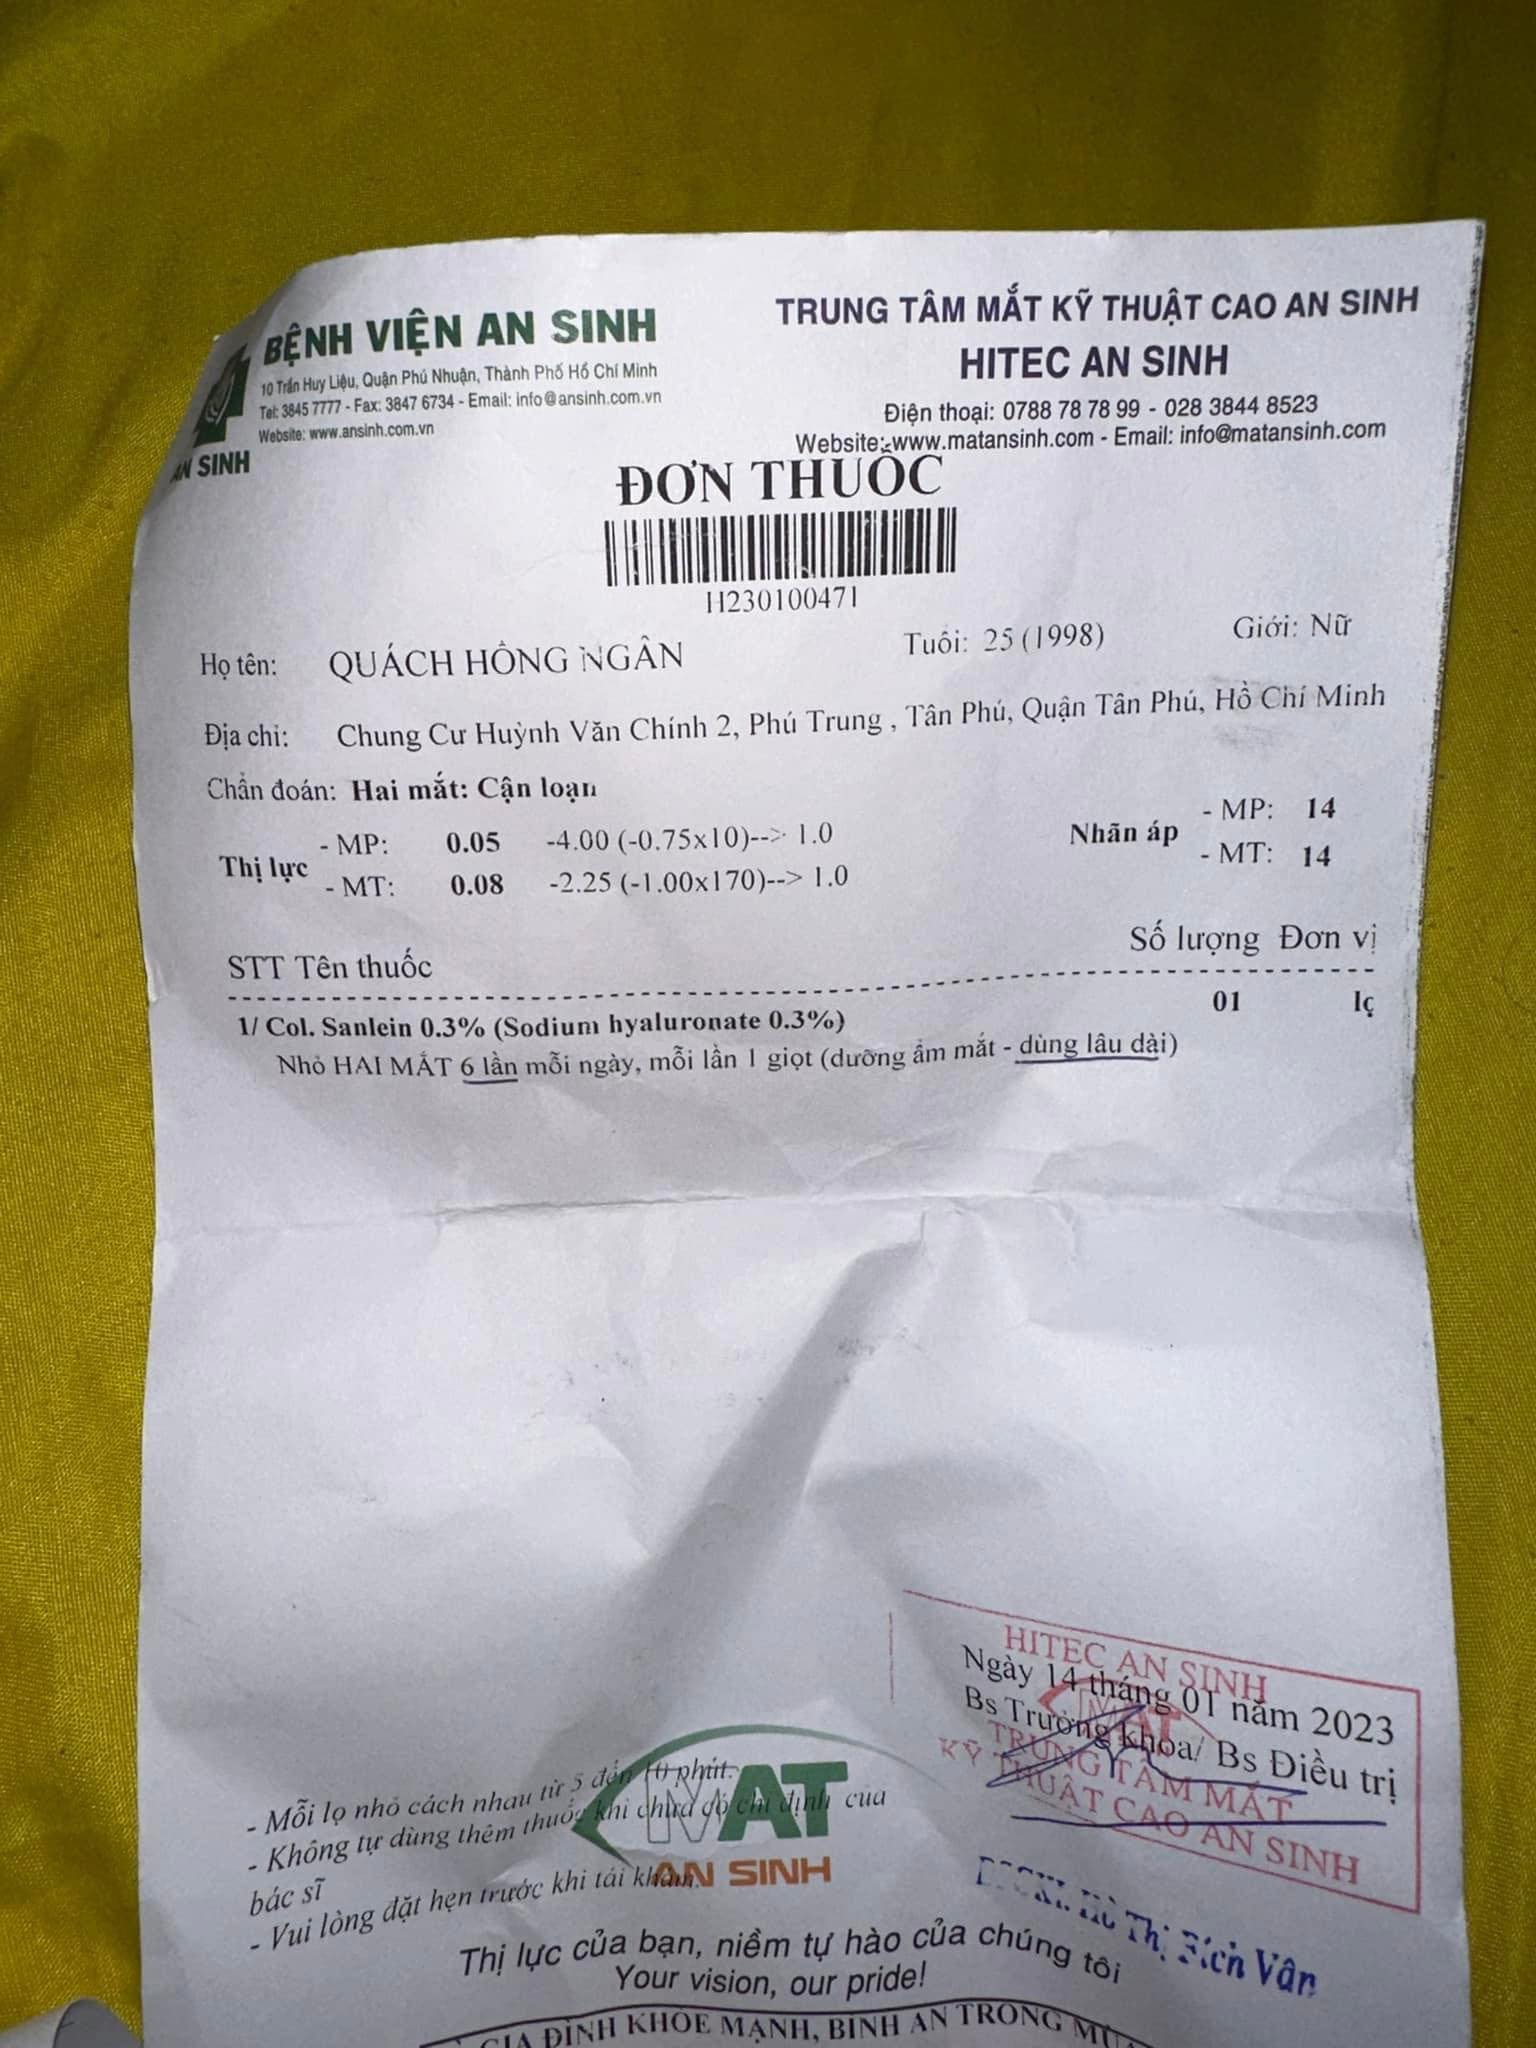 BỆNH VIỆN AN SINH
10 Trần Huy Liệu, Quận Phú Nhuận, Thành Phố Hồ Chí Minh
Tel: 3845 7777 - Fax: 3847 6734 - Email: info@ansinh.com.vn
Website: www.ansinh.com.vn
AN SINH
TRUNG TÂM MẮT KỸ THUẬT CAO AN SINH
HITEC AN SINH
Điện thoại: 0788 78 78 99 - 028 3844 8523
Website: www.matansinh.com - Email: info@matansinh.com
ĐƠN THUỐC
H230100471
Họ tên: QUÁCH HỒNG NGÂN Tuổi: 25 (1998) Giới: Nữ
Địa chỉ: Chung Cư Huỳnh Văn Chính 2, Phú Trung , Tân Phú, Quận Tân Phú, Hồ Chí Minh
Chẩn đoán: Hai mắt: Cận loạn
Thị lực - MP: 0.05 -4.00 (-0.75x10)--> 1.0 Nhãn áp - MP: 14
- MT: 0.08 -2.25 (-1.00x170)--> 1.0 - MT: 14
STT Tên thuốc Số lượng Đơn vị
1/ Col. Sanlein 0.3% (Sodium hyaluronate 0.3%) 01 lọ
Nhỏ HAI MẮT 6 lần mỗi ngày, mỗi lần 1 giọt (dưỡng ẩm mắt - dùng lâu dài)
HITEC AN SINH
Ngày 14 tháng 01 năm 2023
Bs Trưởng khoa/ Bs Điều trị
MAT
TRUNG TÂM MẮT
KỸ THUẬT CAO AN SINH
Hồ Thị Bích Vân
- Mỗi lọ nhỏ cách nhau từ 5 đến 10 phút.
- Không tự dùng thêm thuốc khi chưa có chỉ định của
bác sĩ
- Vui lòng đặt hẹn trước khi tái khám.
MAT
AN SINH
Thị lực của bạn, niềm tự hào của chúng tôi
Your vision, our pride!
GIA ĐÌNH KHỎE MẠNH, BÌNH AN TRONG